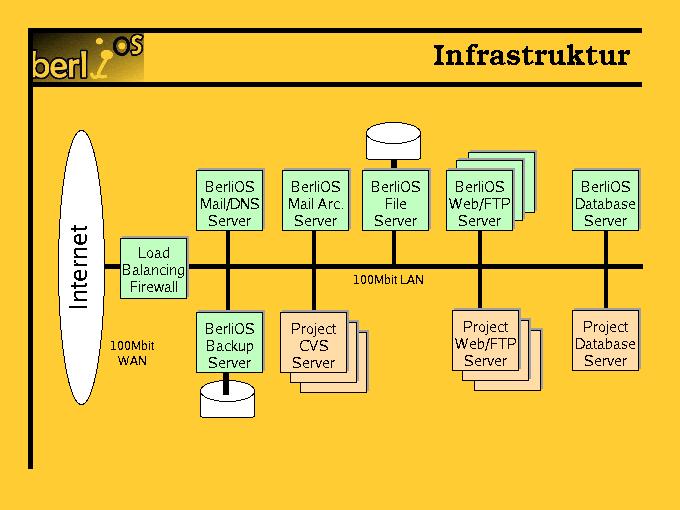 berliOS
Infrastruktur
BerliOS
Mail/DNS
Server
BerliOS
Mail Arc.
Server
BerliOS
File
Server
BerliOS
Web/FTP
Server
BerliOS
Database
Server
Internet
Load
Balancing
Firewall
100Mbit LAN
100Mbit
WAN
BerliOS
Backup
Server
Project
CVS
Server
Project
Web/FTP
Server
Project
Database
Server